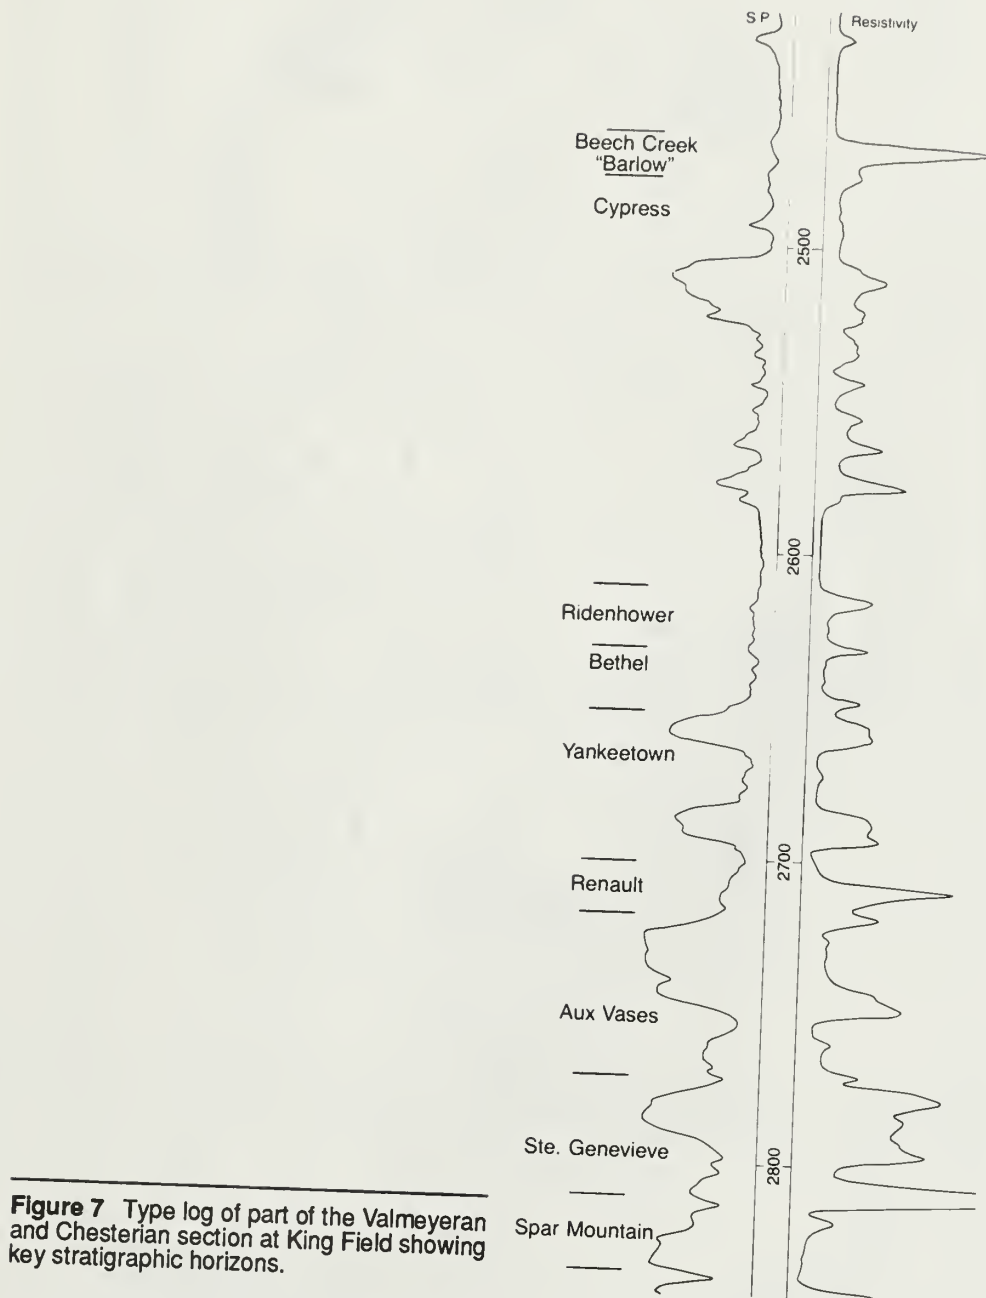 S P Resistivity
Beech Creek
"Barlow"
Cypress
2500
2600
Ridenhower
Bethel
Yankeetown
Renault
2700
Aux Vases
Ste. Genevieve
2800
Spar Mountain
Figure 7 Type log of part of the Valmeyeran
and Chesterian section at King Field showing
key stratigraphic horizons.